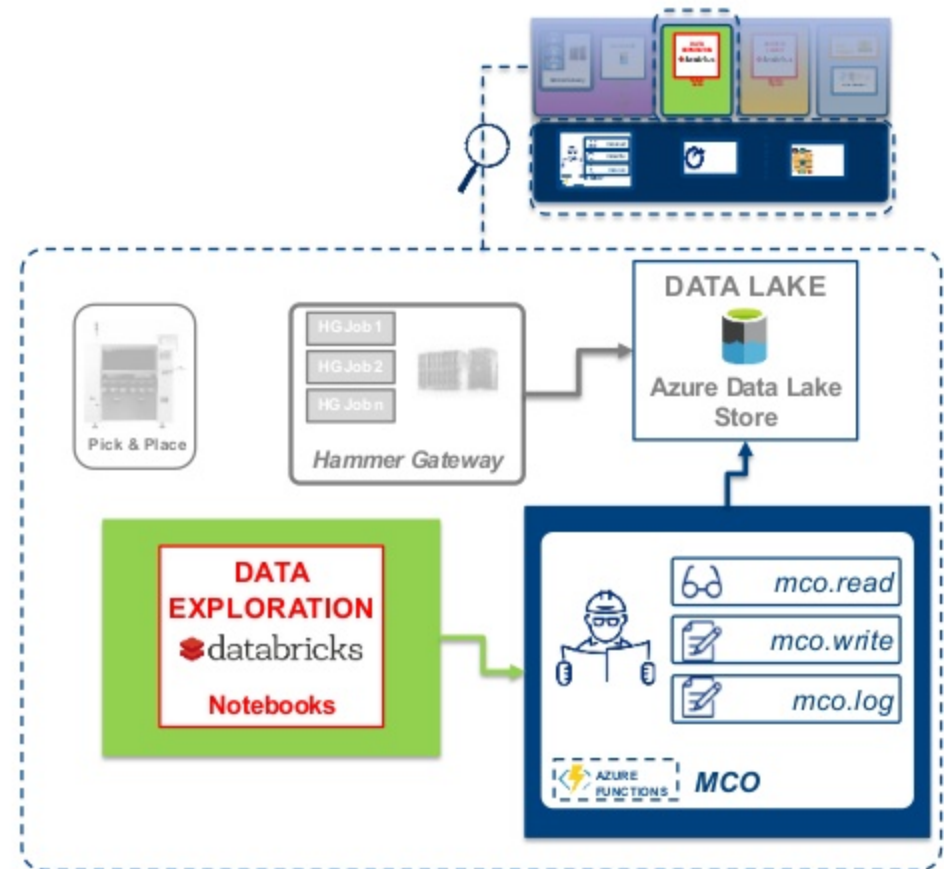 DATA LAKE
Azure Data Lake
Store
HG Job 1
HG Job 2
HG Job n
Hammer Gateway
Pick & Place
DATA
EXPLORATION
databricks
Notebooks
mco.read
mco.write
mco.log
AZURE
FUNCTIONS
MCO